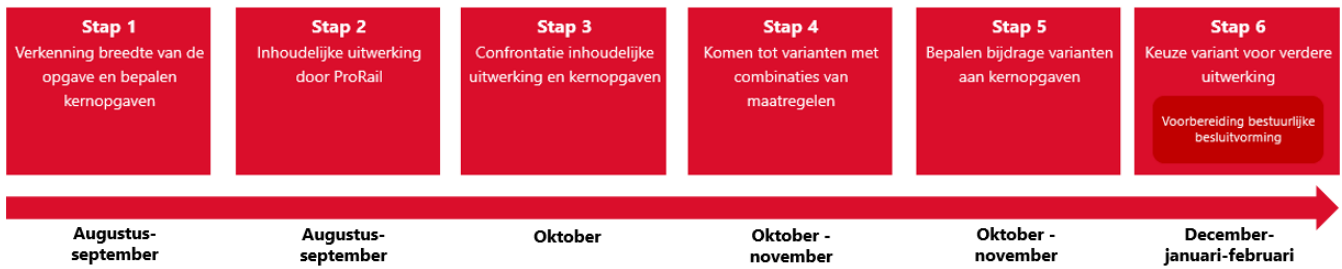 Stap 1
Verkenning breedte van de
opgave en bepalen
kernopgaven
Stap 2
Inhoudelijke uitwerking
door ProRail
Stap 3
Confrontatie inhoudelijke
uitwerking en kernopgaven
Stap 4
Komen tot varianten met
combinaties van
maatregelen
Stap 5
Bepalen bijdrage varianten
aan kernopgaven
Stap 6
Keuze variant voor verdere
uitwerking
Voorbereiding bestuurlijke
besluitvorming
Augustus-
september
Augustus-
september
Oktober
Oktober -
november
Oktober -
november
December-
januari-februari